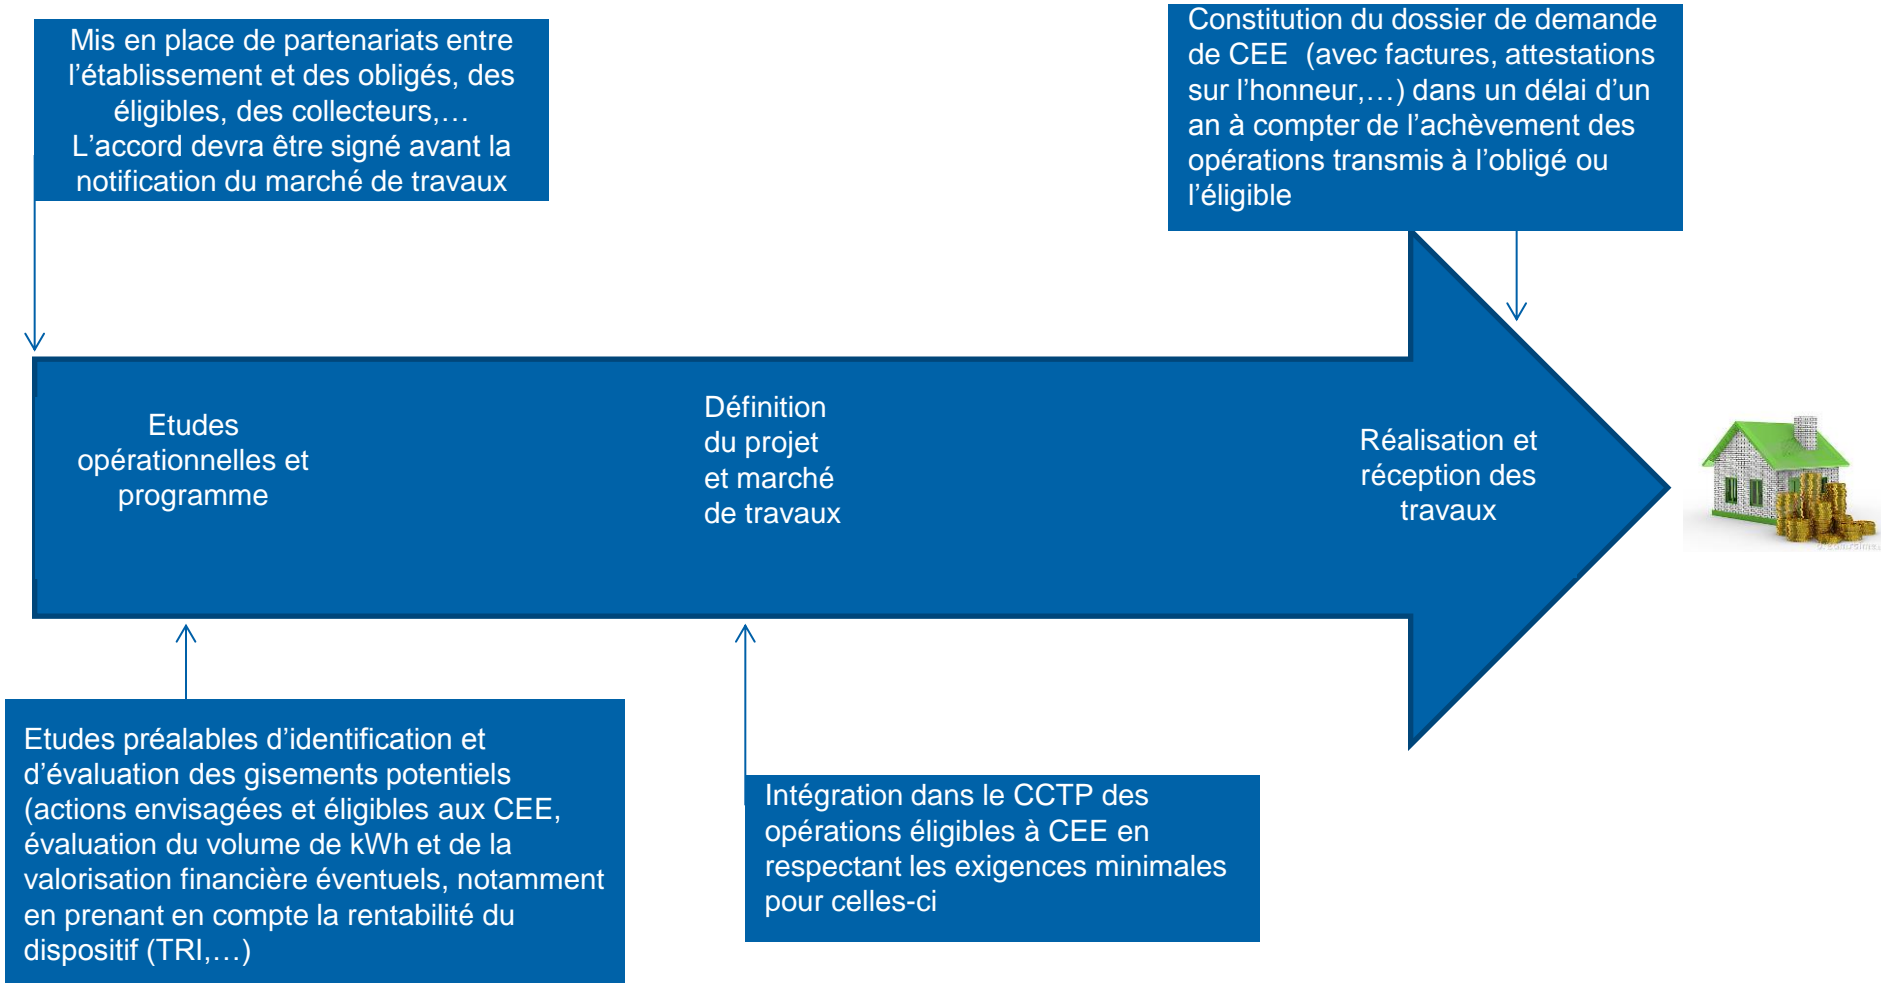 Mis en place de partenariats entre
l’établissement et des obligés, des
éligibles, des collecteurs,…
L’accord devra être signé avant la
notification du marché de travaux
Constitution du dossier de demande
de CEE  (avec factures, attestations
sur l’honneur,…) dans un délai d’un
an à compter de l’achèvement des
opérations transmis à l’obligé ou
l’éligible
Etudes
opérationnelles et
programme
Définition
du projet
et marché
de travaux
Réalisation et
réception des
travaux
Etudes préalables d’identification et
d’évaluation des gisements potentiels
(actions envisagées et éligibles aux CEE,
évaluation du volume de kWh et de la
valorisation financière éventuels, notamment
en prenant en compte la rentabilité du
dispositif (TRI,…)
Intégration dans le CCTP des
opérations éligibles à CEE en
respectant les exigences minimales
pour celles-ci